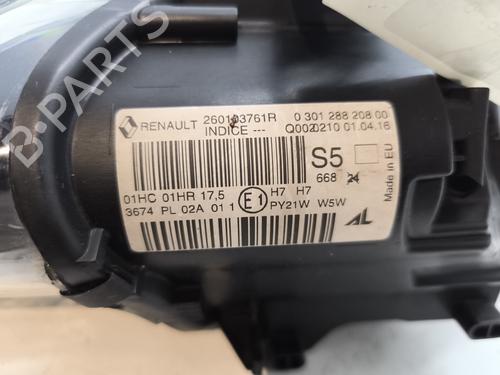 B-PARTS
RENAULT 260103761R 0 301 288 208 00
INDICE --- Q002 0210 01.04.16
S5
668 24
Made in EU
01HC 01HR 17,5 E1 H7 H7
3674 PL 02A 01 1 PY21W W5W
AL